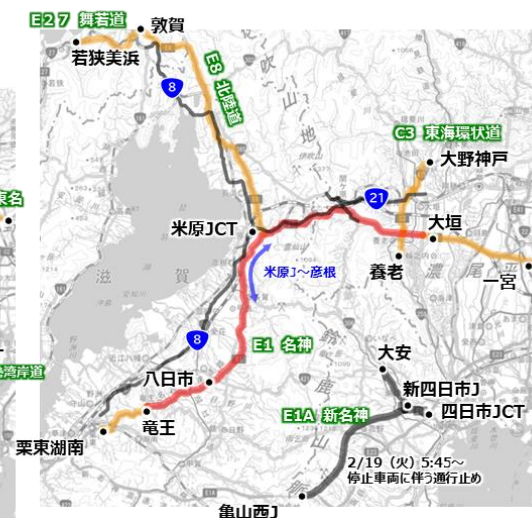 E27 舞若道
敦賀
若狭美浜
8
E8 北陸道
C3 東海環状道
大野神戸
21
米原JCT
大垣
養老
米原J～彦根
一宮
滋
賀
8
E1 名神
八日市
大安
新四日市J
E1A 新名神
四日市JCT
竜王
栗東湖南
2/19（火）5:45～
停止車両に伴う通行止め
亀山西J
湾岸道
東名